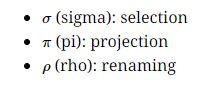 • σ (sigma): selection
• π (pi): projection
• ρ (rho): renaming